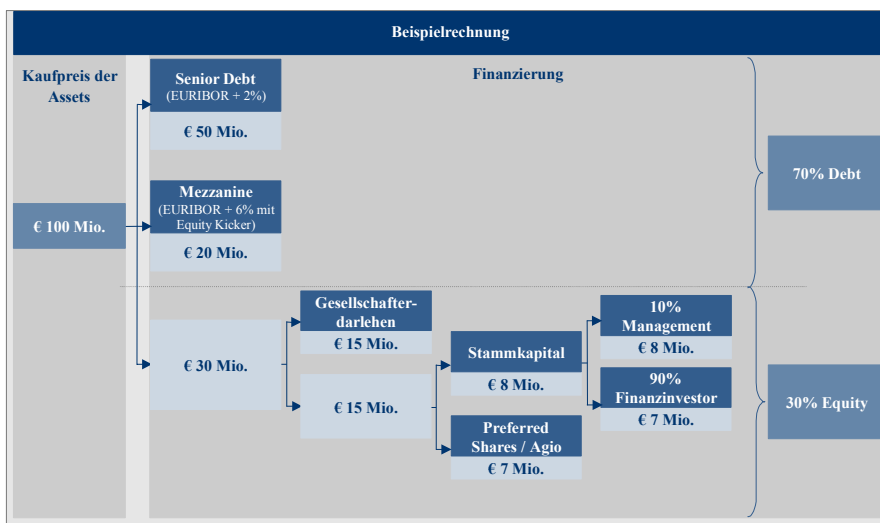 Beispielrechnung
Kaufpreis der
Assets
€ 100 Mio.
Finanzierung
Senior Debt
(EURIBOR + 2%)
€ 50 Mio.
Mezzanine
(EURIBOR + 6% mit
Equity Kicker)
€ 20 Mio.
€ 30 Mio.
Gesellschafter-
darlehen
€ 15 Mio.
€ 15 Mio.
Stammkapital
€ 8 Mio.
Preferred
Shares / Agio
€ 7 Mio.
10%
Management
€ 8 Mio.
90%
Finanzinvestor
€ 7 Mio.
70% Debt
30% Equity